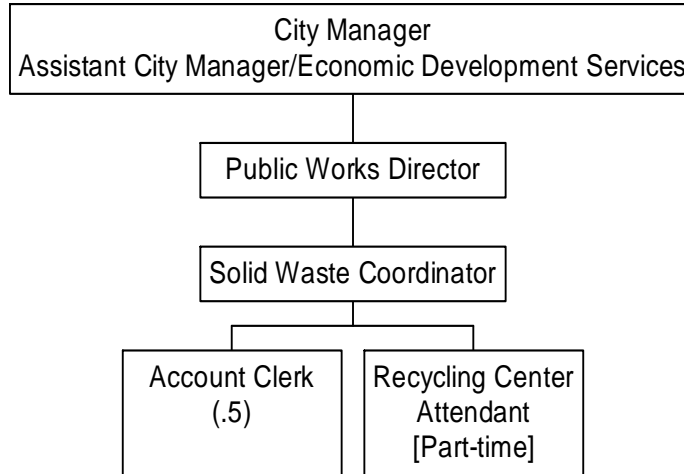 City Manager
Assistant City Manager/Economic Development Services
Public Works Director
Solid Waste Coordinator
Account Clerk
(.5)
Recycling Center
Attendant
[Part-time]